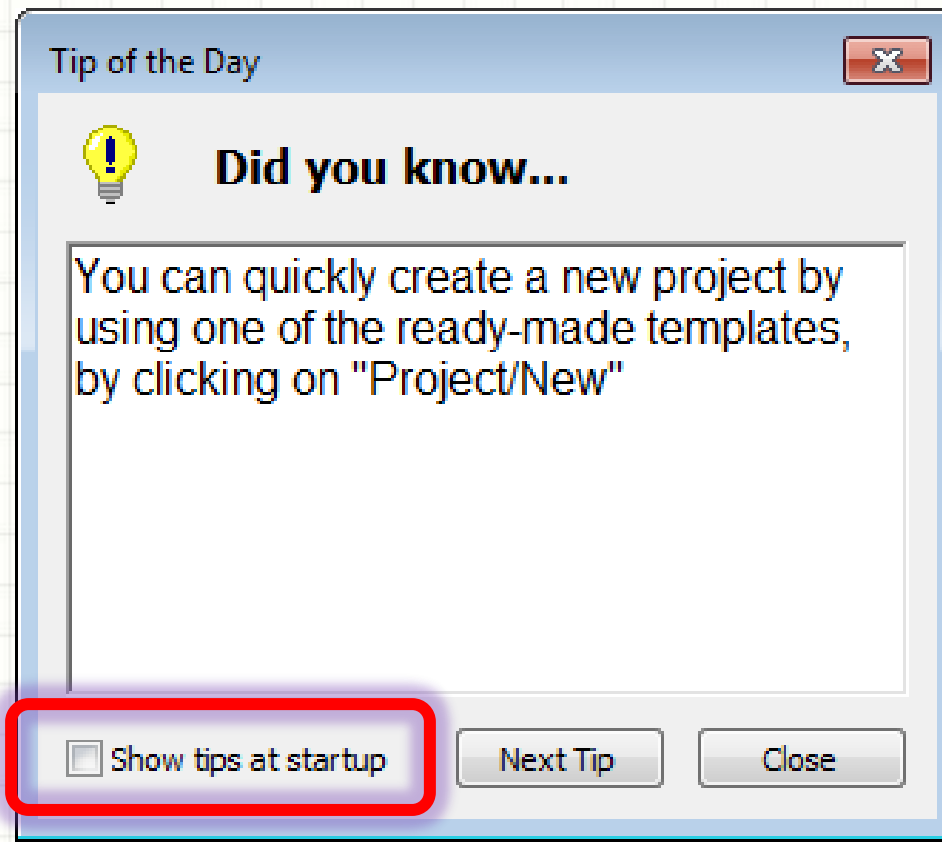 Tip of the Day
Did you know...
You can quickly create a new project by
using one of the ready-made templates,
by clicking on "Project/New"
Show tips at startup
Next Tip
Close